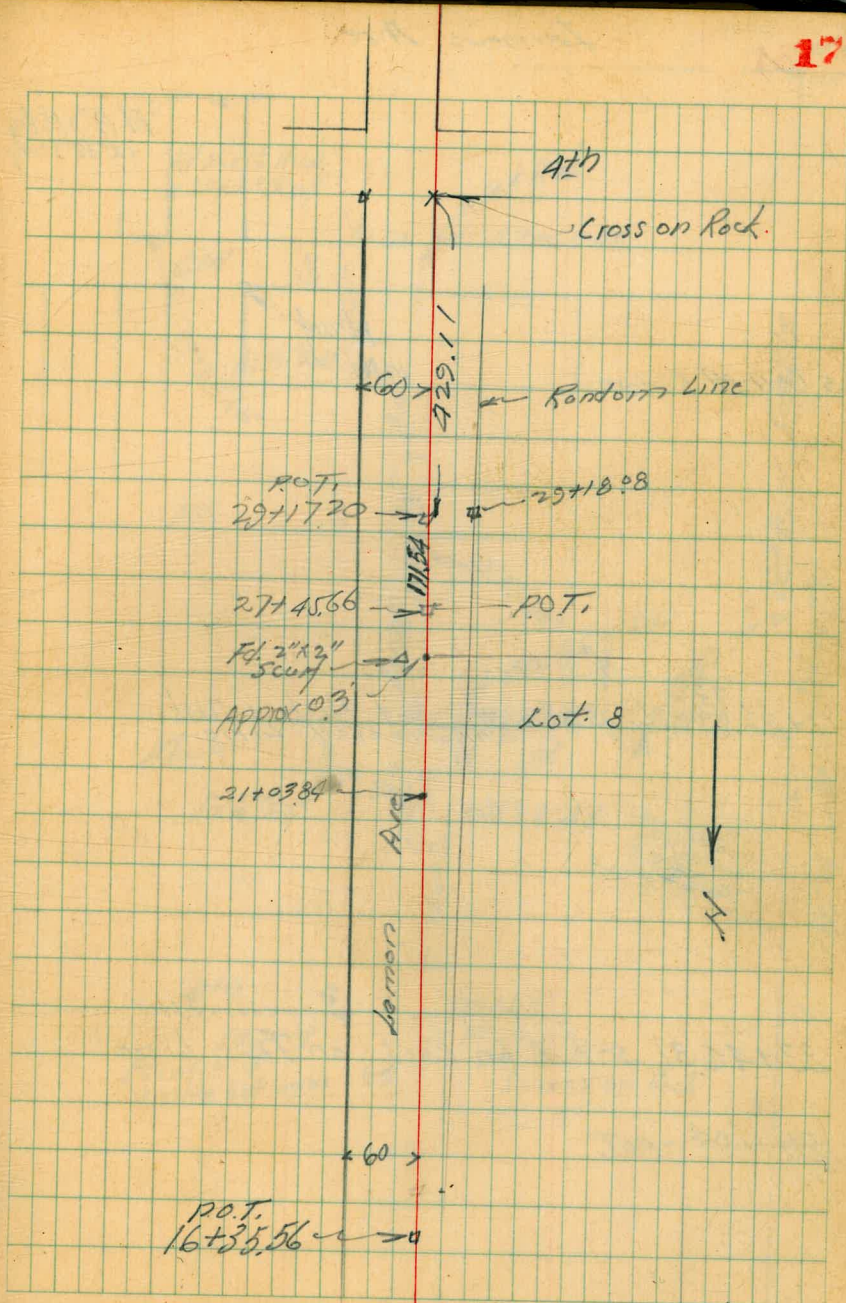 17
4th
Cross on Rock.
429.11
60
Random Line
P.O.T.
29+17.20
29+18.08
171.54
27+45.66
P.O.T.
Fd. 2"x2"
Approx 0.3'
Lot. 8
21+03.84
Lemon Ave
N
60
P.O.T.
16+35.56